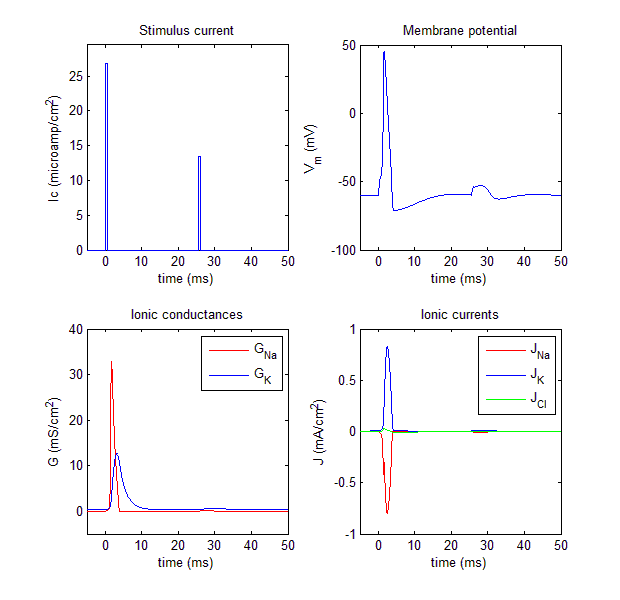 Stimulus current
Ic (microamp/cm²)
25
20
15
10
5
0
0 10 20 30 40 50
time (ms)
Membrane potential
Vm (mV)
50
0
-50
-100
0 10 20 30 40 50
time (ms)
Ionic conductances
G (mS/cm²)
40
30
20
10
0
GNa
GK
0 10 20 30 40 50
time (ms)
Ionic currents
J (mA/cm²)
1
0.5
0
-0.5
-1
JNa
JK
JCl
0 10 20 30 40 50
time (ms)